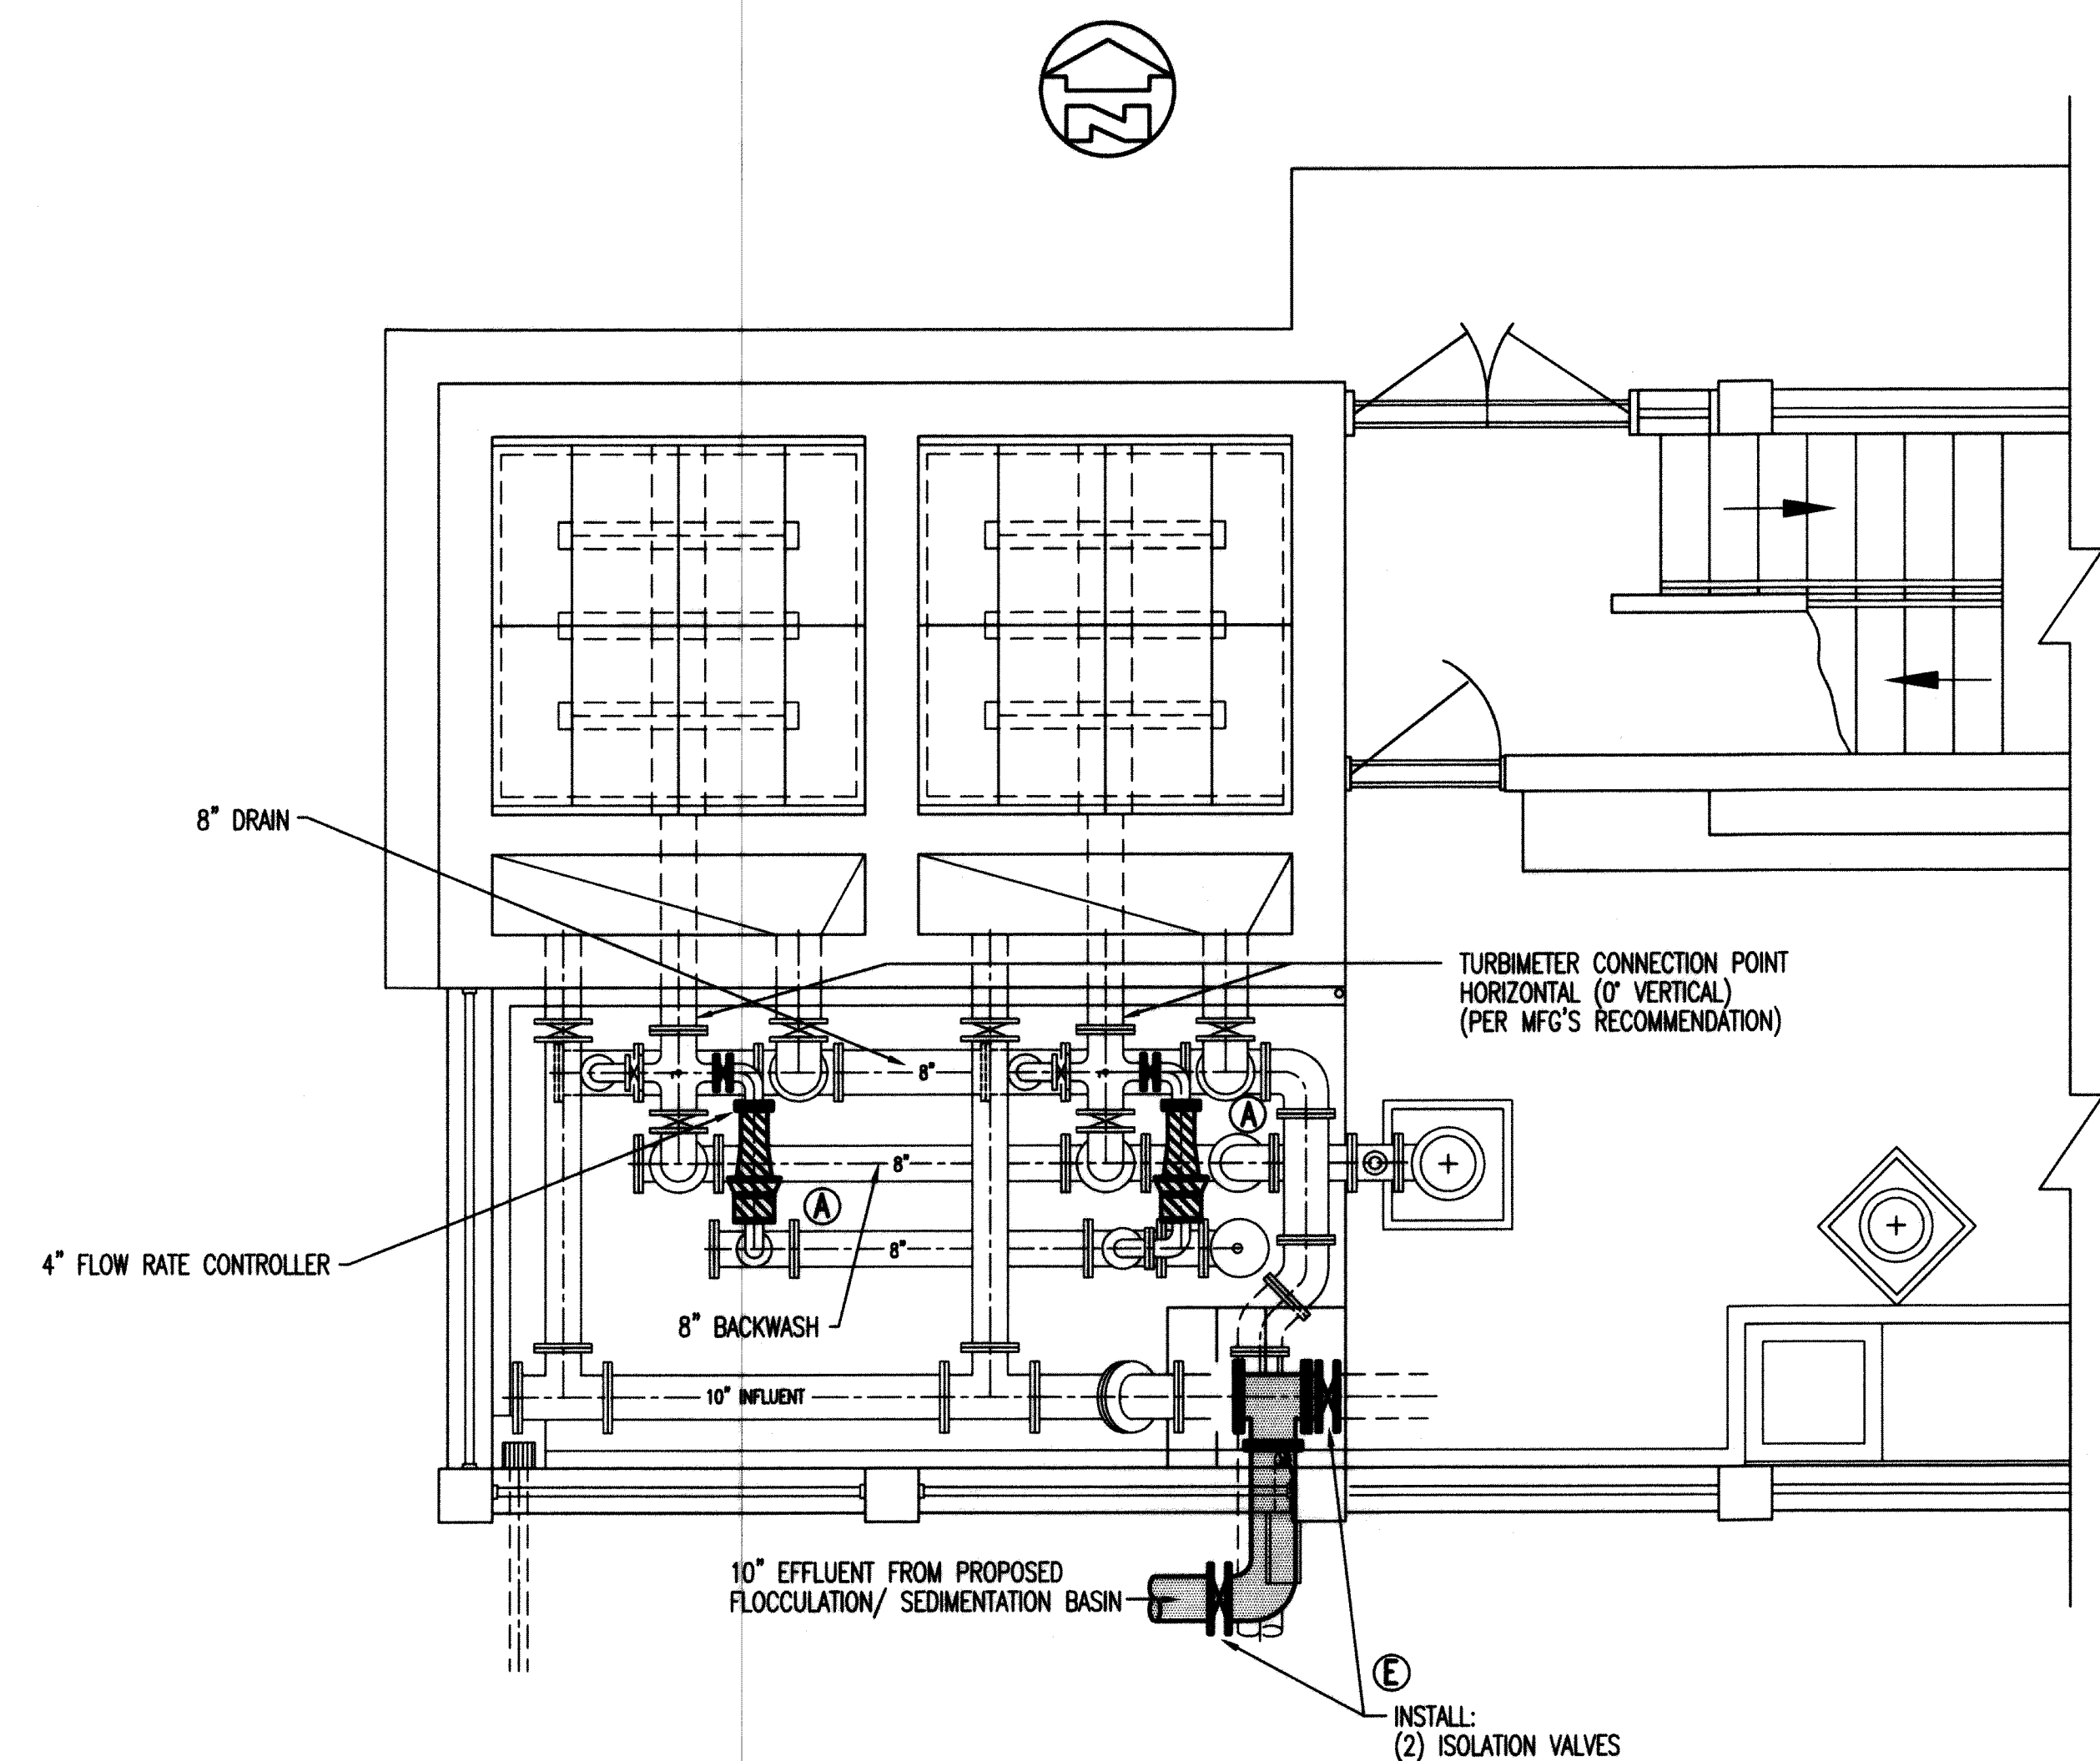 N
8" DRAIN
TURBIMETER CONNECTION POINT
HORIZONTAL (0° VERTICAL)
(PER MFG'S RECOMMENDATION)
8"
A
8"
A
4" FLOW RATE CONTROLLER
8"
8" BACKWASH
10" INFLUENT
10" EFFLUENT FROM PROPOSED
FLOCCULATION/ SEDIMENTATION BASIN
E
INSTALL:
(2) ISOLATION VALVES